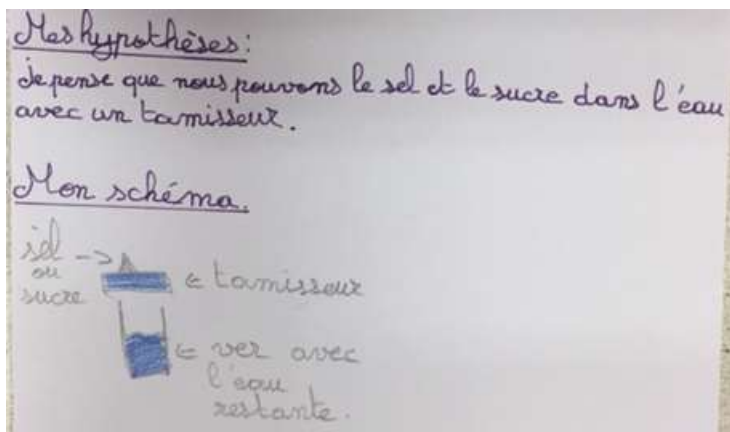 Mes hypothèses:
Je pense que nous pouvons le sel et le sucre dans l'eau
avec un tamisseur.
Mon schéma.
sel ->
ou
sucre
tamisseur
ver avec
l'eau
restante.